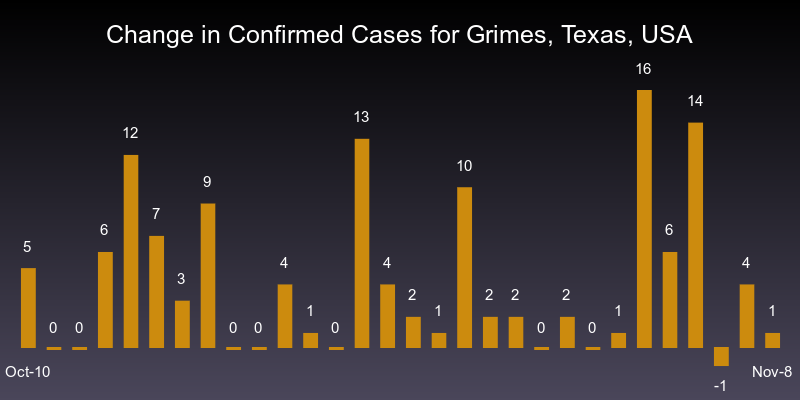 Change in Confirmed Cases for Grimes, Texas, USA
5 0 0 6 12 7 3 9 0 0 4 1 0 13 4 2 1 10 2 2 0 2 0 1 16 6 14 -1 4 1
Oct-10 Nov-8